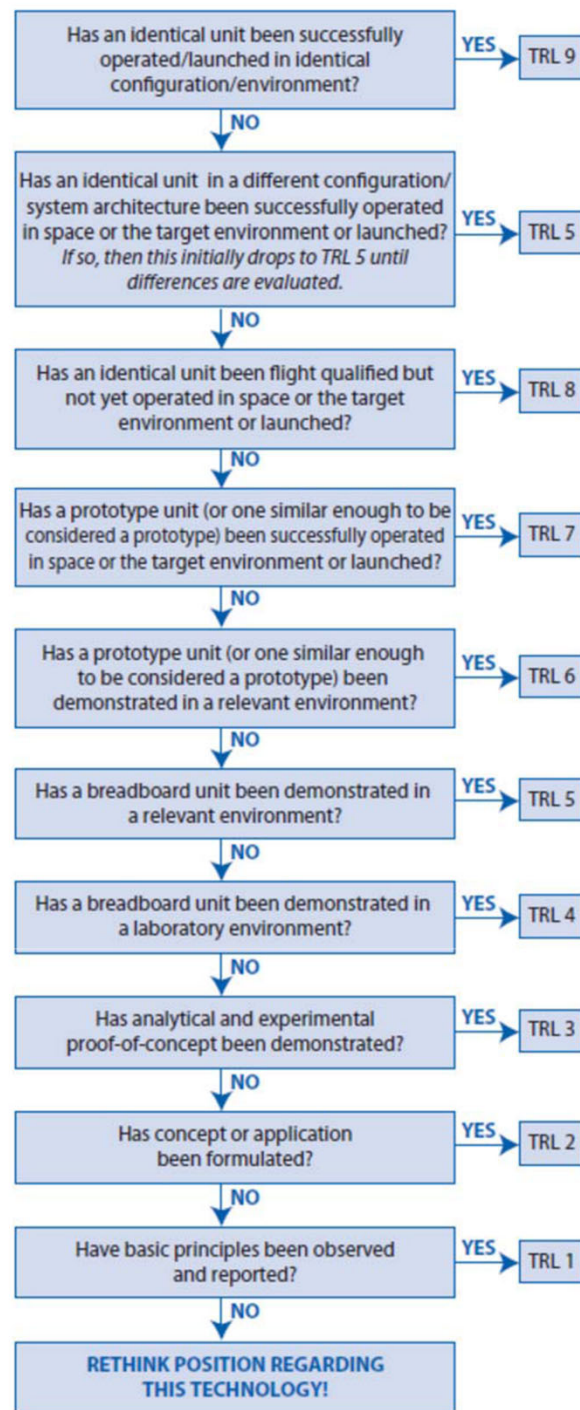 Has an identical unit been successfully
operated/launched in identical
configuration/environment?
YES
TRL 9
NO
Has an identical unit in a different configuration/
system architecture been successfully operated
in space or the target environment or launched?
If so, then this initially drops to TRL 5 until
differences are evaluated.
YES
TRL 5
NO
Has an identical unit been flight qualified but
not yet operated in space or the target
environment or launched?
YES
TRL 8
NO
Has a prototype unit (or one similar enough to be
considered a prototype) been successfully operated
in space or the target environment or launched?
YES
TRL 7
NO
Has a prototype unit (or one similar enough
to be considered a prototype) been
demonstrated in a relevant environment?
YES
TRL 6
NO
Has a breadboard unit been demonstrated in
a relevant environment?
YES
TRL 5
NO
Has a breadboard unit been demonstrated in
a laboratory environment?
YES
TRL 4
NO
Has analytical and experimental
proof-of-concept been demonstrated?
YES
TRL 3
NO
Has concept or application
been formulated?
YES
TRL 2
NO
Have basic principles been observed
and reported?
YES
TRL 1
NO
RETHINK POSITION REGARDING
THIS TECHNOLOGY!